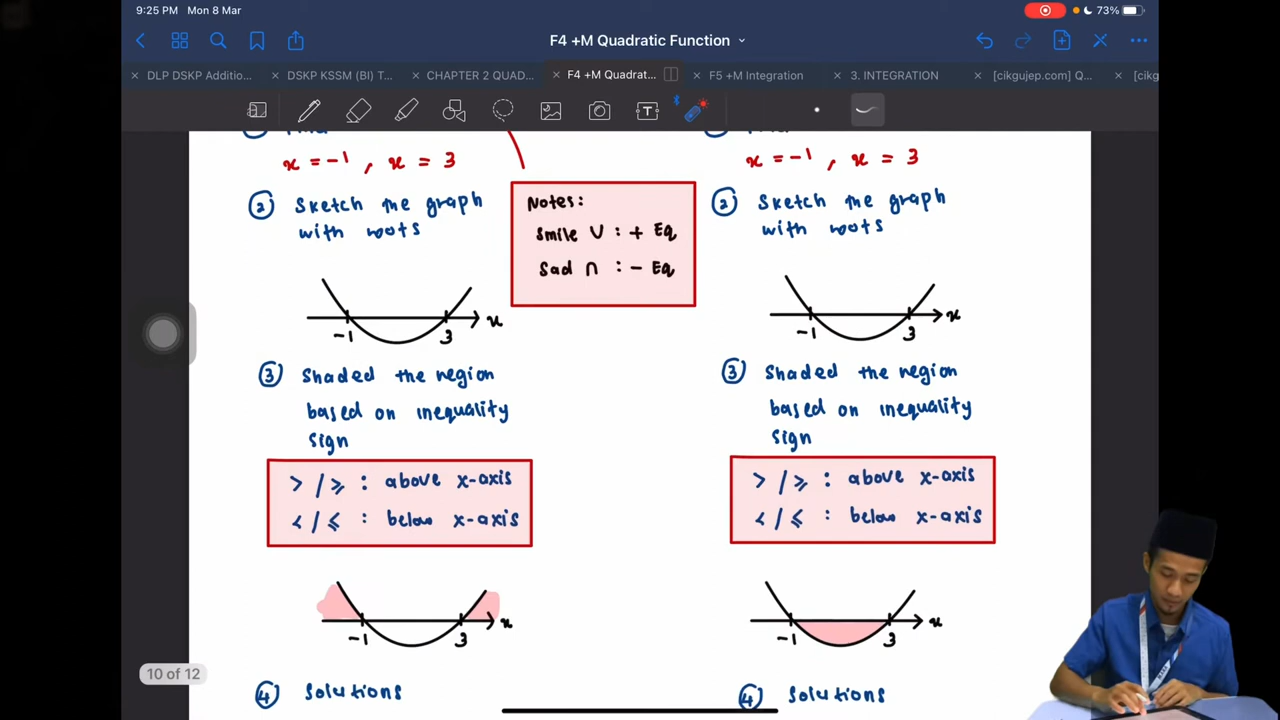 9:25 PM Mon 8 Mar
73%
F4 +M Quadratic Function
DLP DSKP Additio...
DSKP KSSM (BI) T...
CHAPTER 2 QUAD...
F4 +M Quadrat...
F5 +M Integration
3. INTEGRATION
[cikgujep.com] Q...
[cikg
x = -1 , x = 3
② Sketch the graph
with roots
-1 3 x
③ Shaded the region
based on inequality
sign
> / ≥ : above x-axis
< / ≤ : below x-axis
-1 3 x
④ Solutions
Notes:
Smile ∪ : + Eq
Sad ∩ : - Eq
x = -1 , x = 3
② Sketch the graph
with roots
-1 3 x
③ Shaded the region
based on inequality
sign
> / ≥ : above x-axis
< / ≤ : below x-axis
-1 3 x
④ Solutions
10 of 12